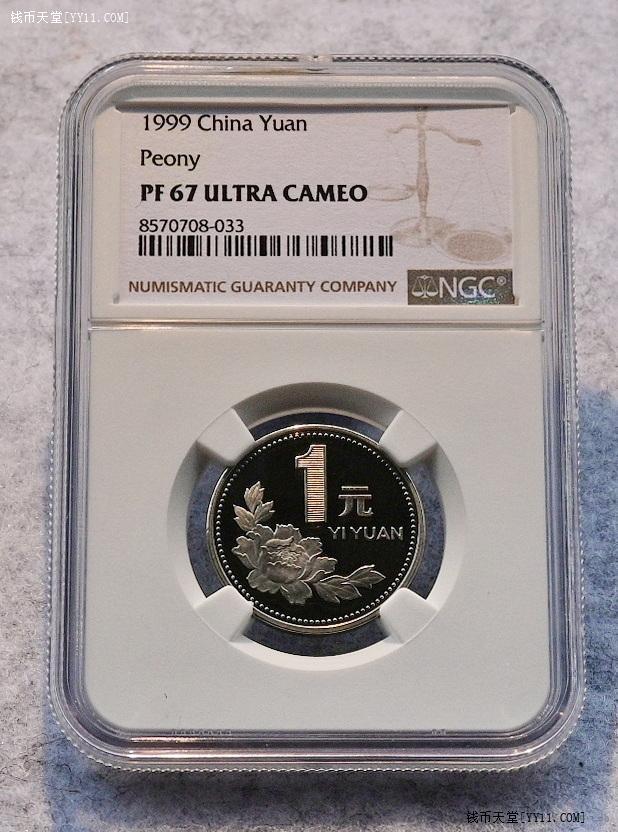 钱币天堂[YY11.COM]
1999 China Yuan
Peony
PF 67 ULTRA CAMEO
8570708-033
NUMISMATIC GUARANTY COMPANY
NGC®
1元
YI YUAN
钱币天堂[YY11.COM]